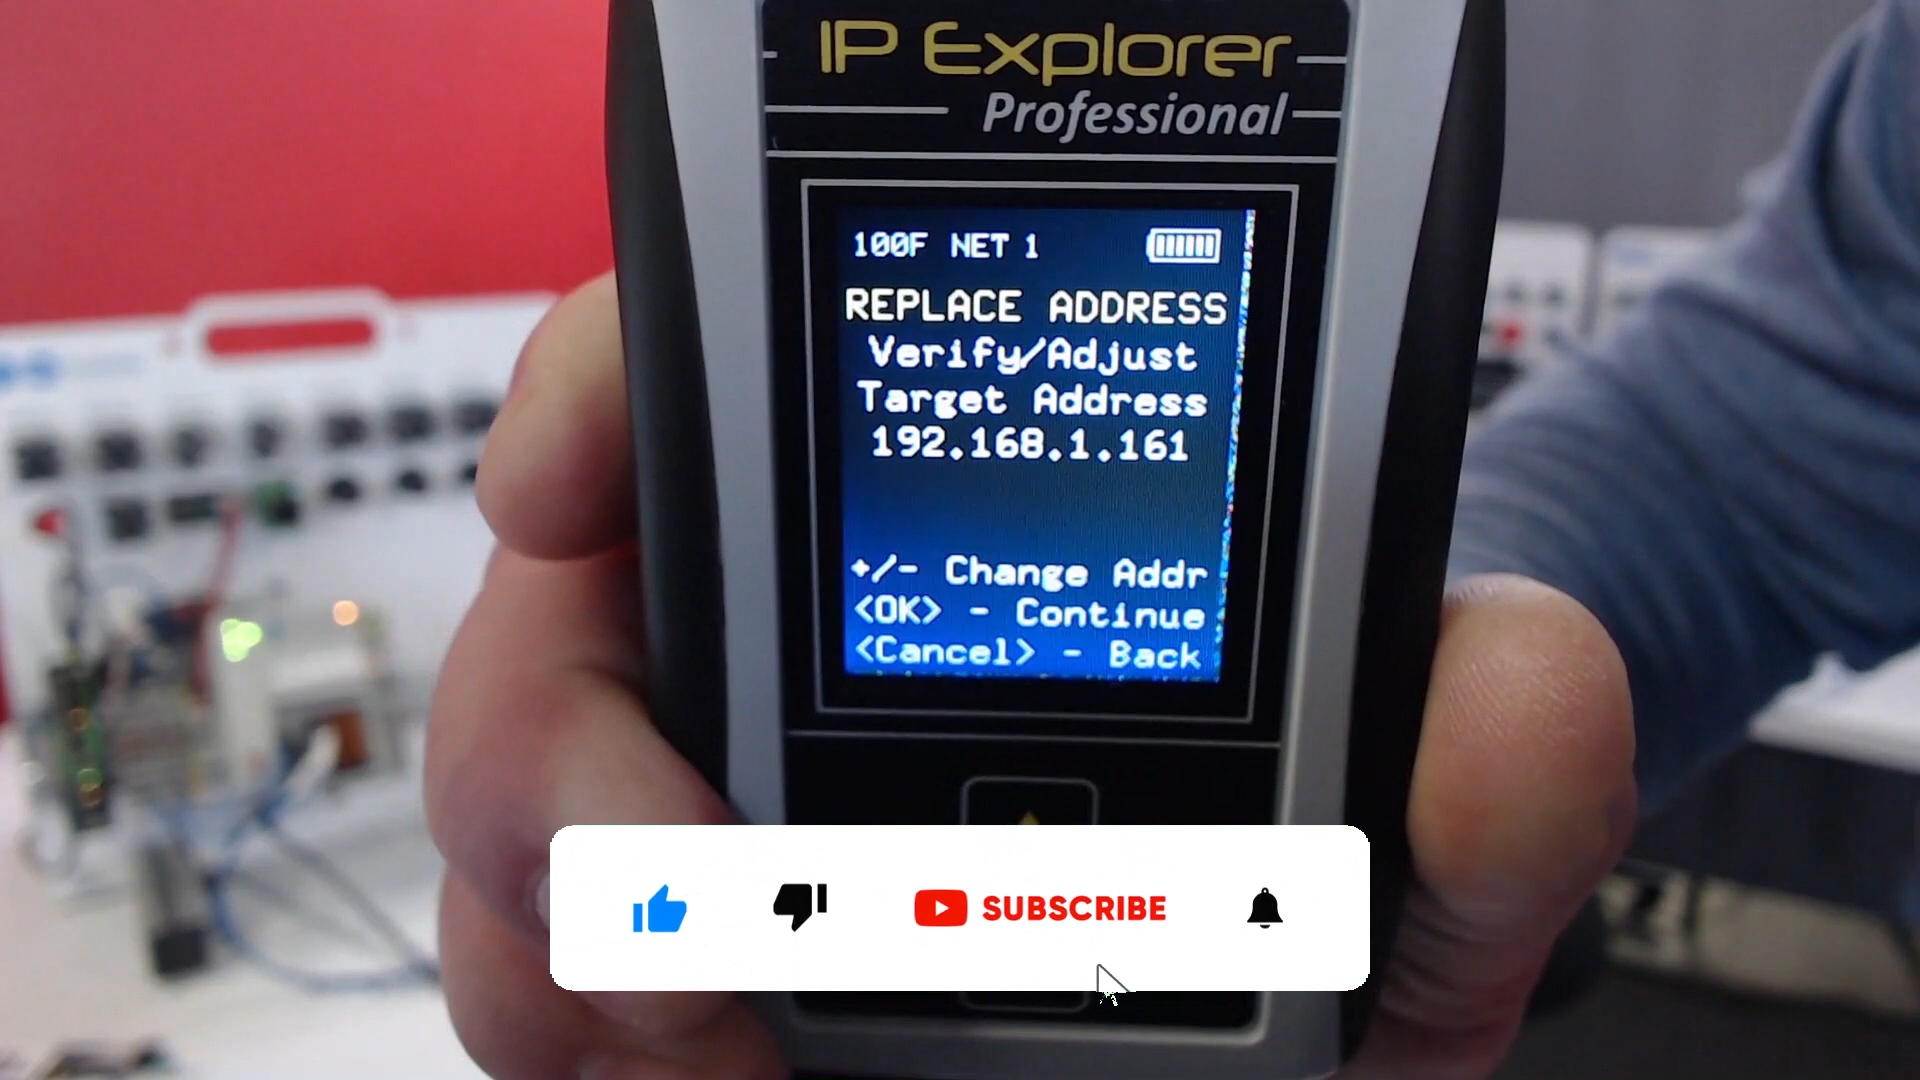 IP Explorer
Professional
100F NET 1
REPLACE ADDRESS
Verify/Adjust
Target Address
192.168.1.161
+/- Change Addr
<OK> - Continue
<Cancel> - Back
SUBSCRIBE